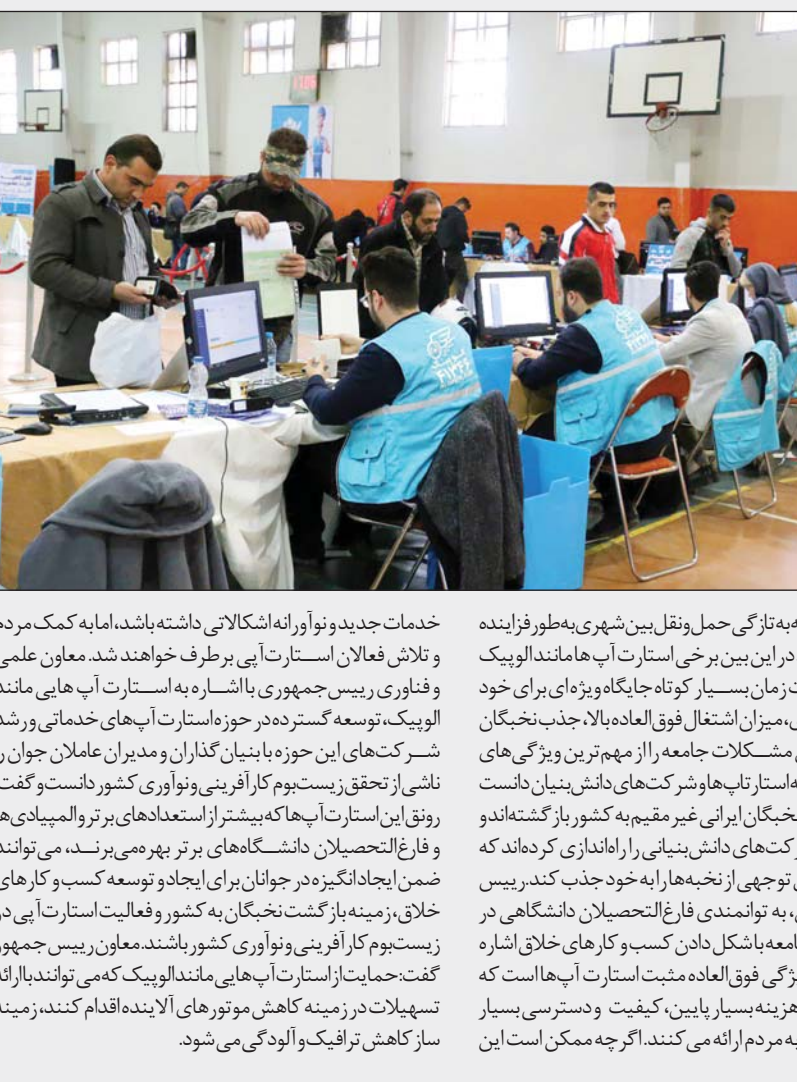 به‌تازگی حمل‌ونقل بین شهری به‌طور فزاینده
در این بین برخی استارت آپ‌ها مانند الوپیک
زمان بسیار کوتاه جایگاه ویژه‌ای برای خود
میزان اشتغال فوق‌العاده بالا، جذب نخبگان
مشکلات جامعه را از مهم‌ترین ویژگی‌های
استارتاپ‌ها و شرکت‌های دانش‌بنیان دانست
نخبگان ایرانی غیر مقیم به کشور بازگشته‌اند و
کت‌های دانش‌بنیانی را راه‌اندازی کرده‌اند که
توجهی از نخبه‌ها را به خود جذب کند. رییس
به توانمندی فارغ‌التحصیلان دانشگاهی در
امعه با شکل دادن کسب و کارهای خلاق اشاره
ژگی فوق‌العاده مثبت استارت آپ‌ها است که
هزینه بسیار پایین، کیفیت و دسترسی بسیار
به مردم ارائه می‌کنند. اگر چه ممکن است این
خدمات جدید و نوآورانه اشکالاتی داشته باشد، اما به کمک مردم
و تلاش فعالان استارت‌آپی برطرف خواهند شد. معاون علمی
و فناوری رییس جمهوری با اشاره به استارت آپ هایی مانند
الوپیک، توسعه گسترده در حوزه استارت آپ‌های خدماتی و رشد
شرکت‌های این حوزه با بنیان گذاران و مدیران عاملان جوان را
ناشی از تحقق زیست‌بوم کارآفرینی و نوآوری کشور دانست و گفت:
رونق این استارت آپ‌ها که بیشتر از استعدادهای برتر و المپیادی‌ها
و فارغ‌التحصیلان دانشگاه‌های برتر بهره می‌برند، می‌توانند
ضمن ایجاد انگیزه در جوانان برای ایجاد و توسعه کسب و کارهای
خلاق، زمینه بازگشت نخبگان به کشور و فعالیت استارت آپی در
زیست‌بوم کارآفرینی و نوآوری کشور باشند. معاون رییس جمهور
گفت: حمایت از استارت آپ‌هایی مانند الوپیک که می‌توانند با ارائه
تسهیلات در زمینه کاهش موتورهای آلاینده اقدام کنند، زمینه
ساز کاهش ترافیک و آلودگی می‌شود.